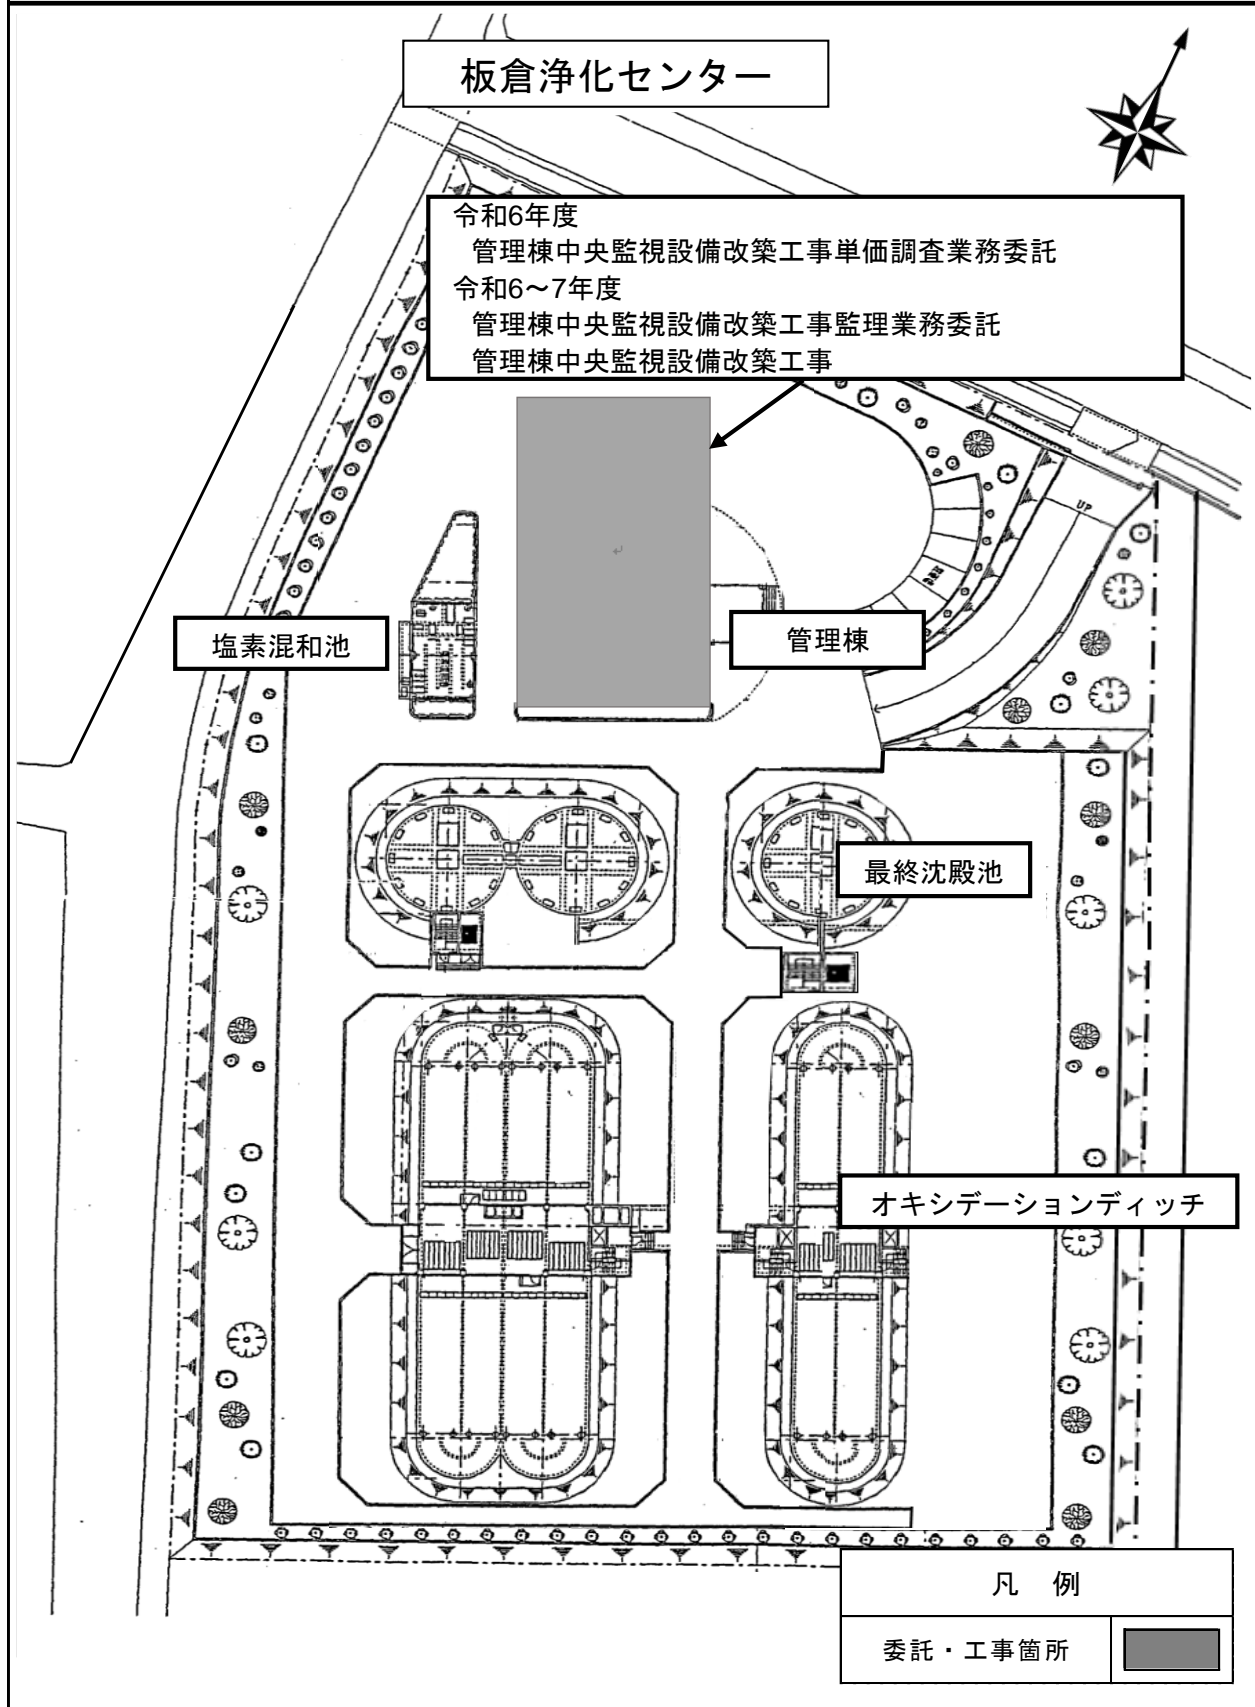 板倉浄化センター
令和6年度
管理棟中央監視設備改築工事単価調査業務委託
令和6～7年度
管理棟中央監視設備改築工事監理業務委託
管理棟中央監視設備改築工事
UP
塩素混和池
管理棟
最終沈殿池
オキシデーションディッチ
凡 例
委託・工事箇所